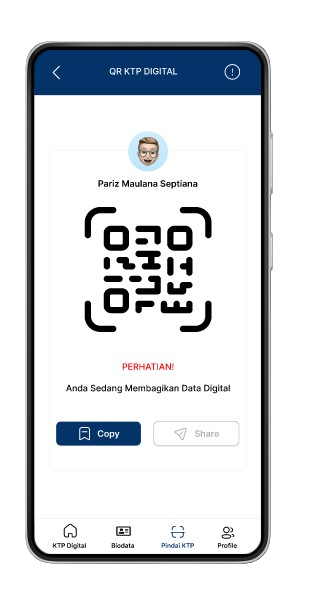 QR KTP DIGITAL
Pariz Maulana Septiana
PERHATIAN!
Anda Sedang Membagikan Data Digital
Copy
Share
KTP Digital
Biodata
Pindai KTP
Profile